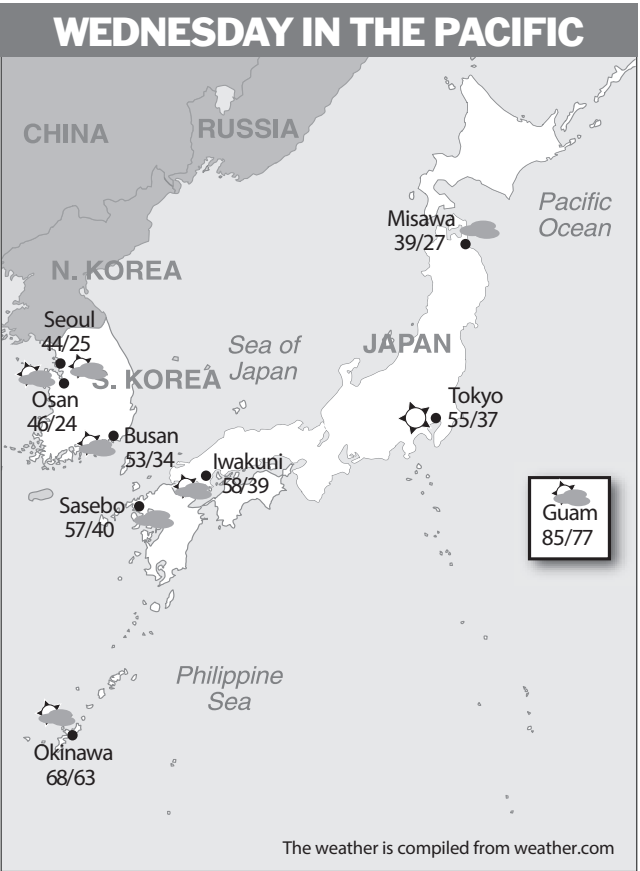 WEDNESDAY IN THE PACIFIC
CHINA
RUSSIA
Pacific
Ocean
Misawa
39/27
N. KOREA
Seoul
44/25
Sea of
Japan
JAPAN
S. KOREA
Osan
46/24
Tokyo
55/37
Busan
53/34
Iwakuni
58/39
Sasebo
57/40
Guam
85/77
Philippine
Sea
Okinawa
68/63
The weather is compiled from weather.com